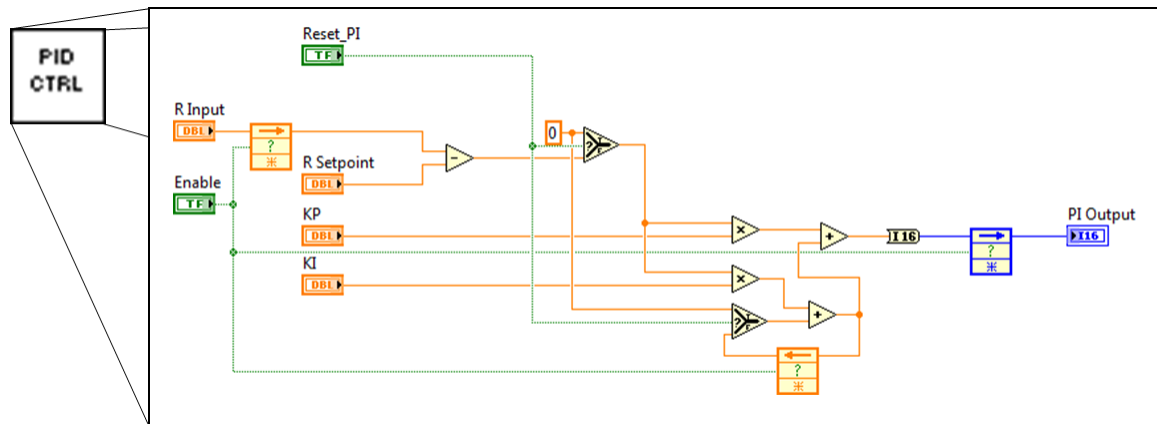 PID
CTRL
Reset_PI
TF
R Input
DBL
?
R Setpoint
DBL
Enable
TF
0
?
T
F
-
KP
DBL
x
+
I16
?
PI Output
I16
KI
DBL
x
+
?
T
F
?